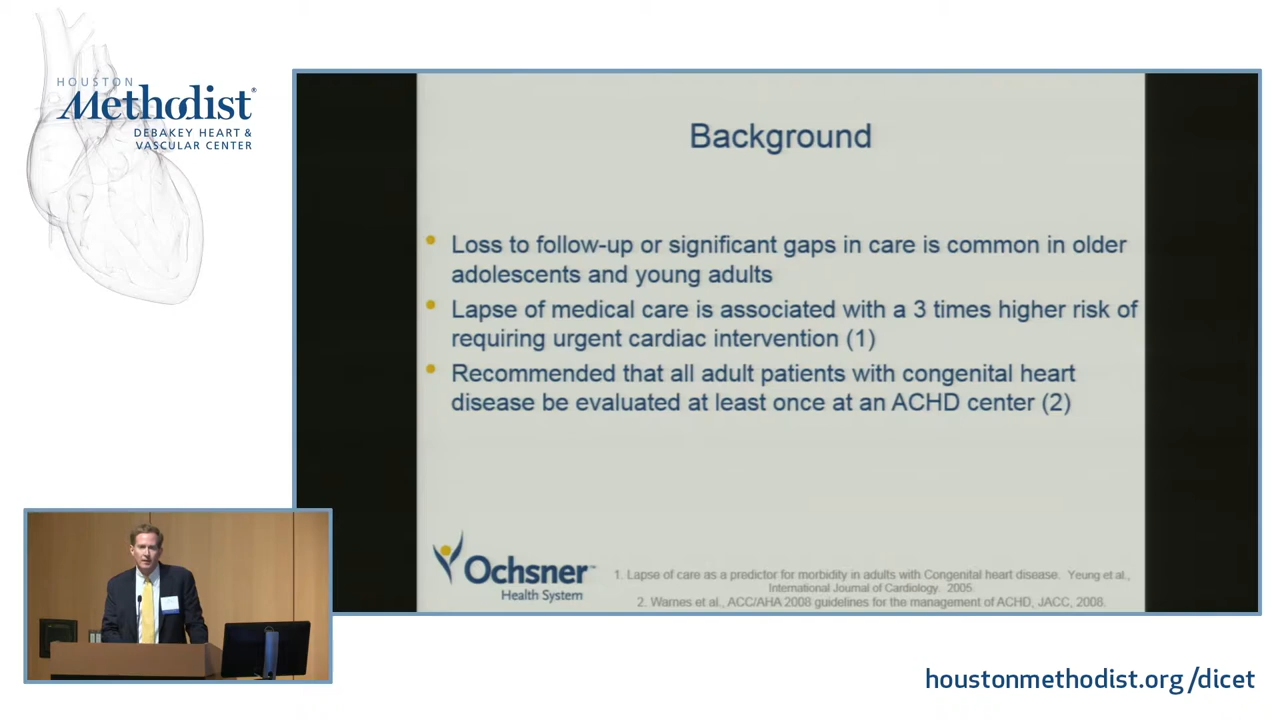 HOUSTON
Methodist®
DEBAKEY HEART &
VASCULAR CENTER
Background
• Loss to follow-up or significant gaps in care is common in older
adolescents and young adults
• Lapse of medical care is associated with a 3 times higher risk of
requiring urgent cardiac intervention (1)
• Recommended that all adult patients with congenital heart
disease be evaluated at least once at an ACHD center (2)
Ochsner™
Health System
1. Lapse of care as a predictor for morbidity in adults with Congenital heart disease. Yeung et al.,
International Journal of Cardiology. 2005.
2. Warnes et al., ACC/AHA 2008 guidelines for the management of ACHD, JACC, 2008.
houstonmethodist.org/dicet